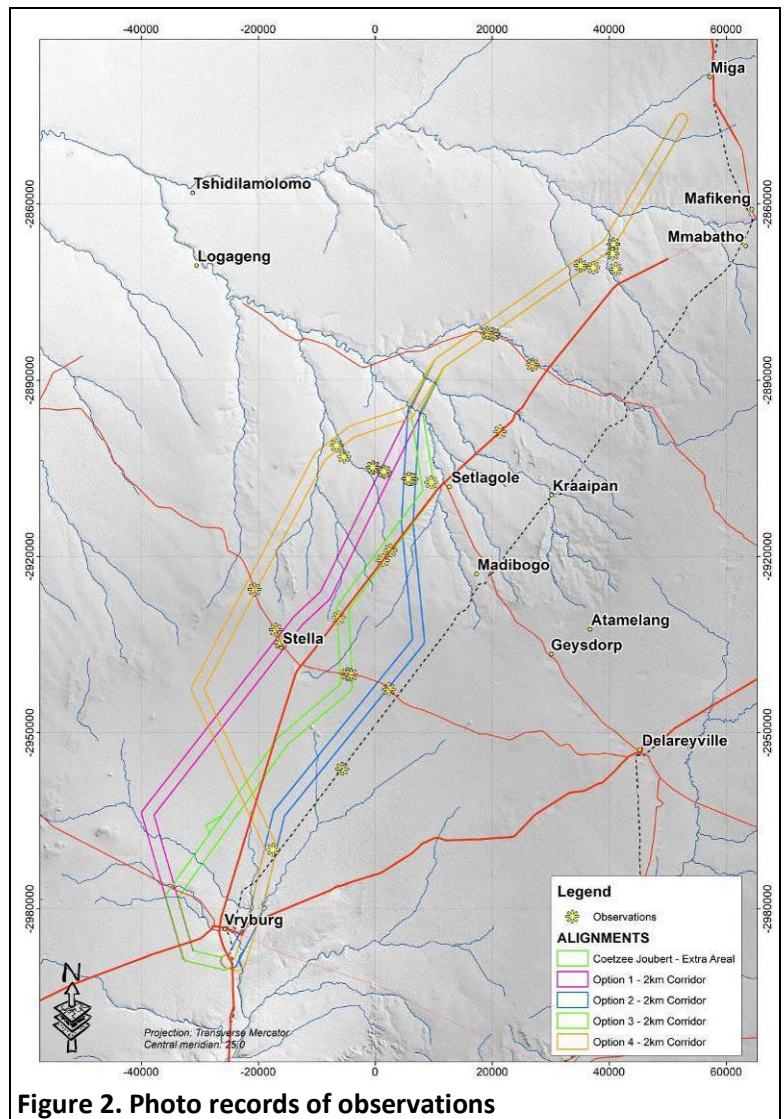 -40000 -20000 0 20000 40000 60000
Miga
-2860000 -2860000
Tshidilamolomo
Mafikeng
Mmabatho
Logageng
-2890000 -2890000
Setlagole
Kraaipan
-2920000 -2920000
Madibogo
Atamelang
Stella
Geysdorp
-2950000 -2950000
Delareyville
Legend
Observations
ALIGNMENTS
Coetzee Joubert - Extra Areal
Option 1 - 2km Corridor
Option 2 - 2km Corridor
Option 3 - 2km Corridor
Option 4 - 2km Corridor
-2980000 -2980000
Vryburg
N
Projection: Transverse Mercator
Central meridian: 25.0
-40000 -20000 0 20000 40000 60000
Figure 2. Photo records of observations